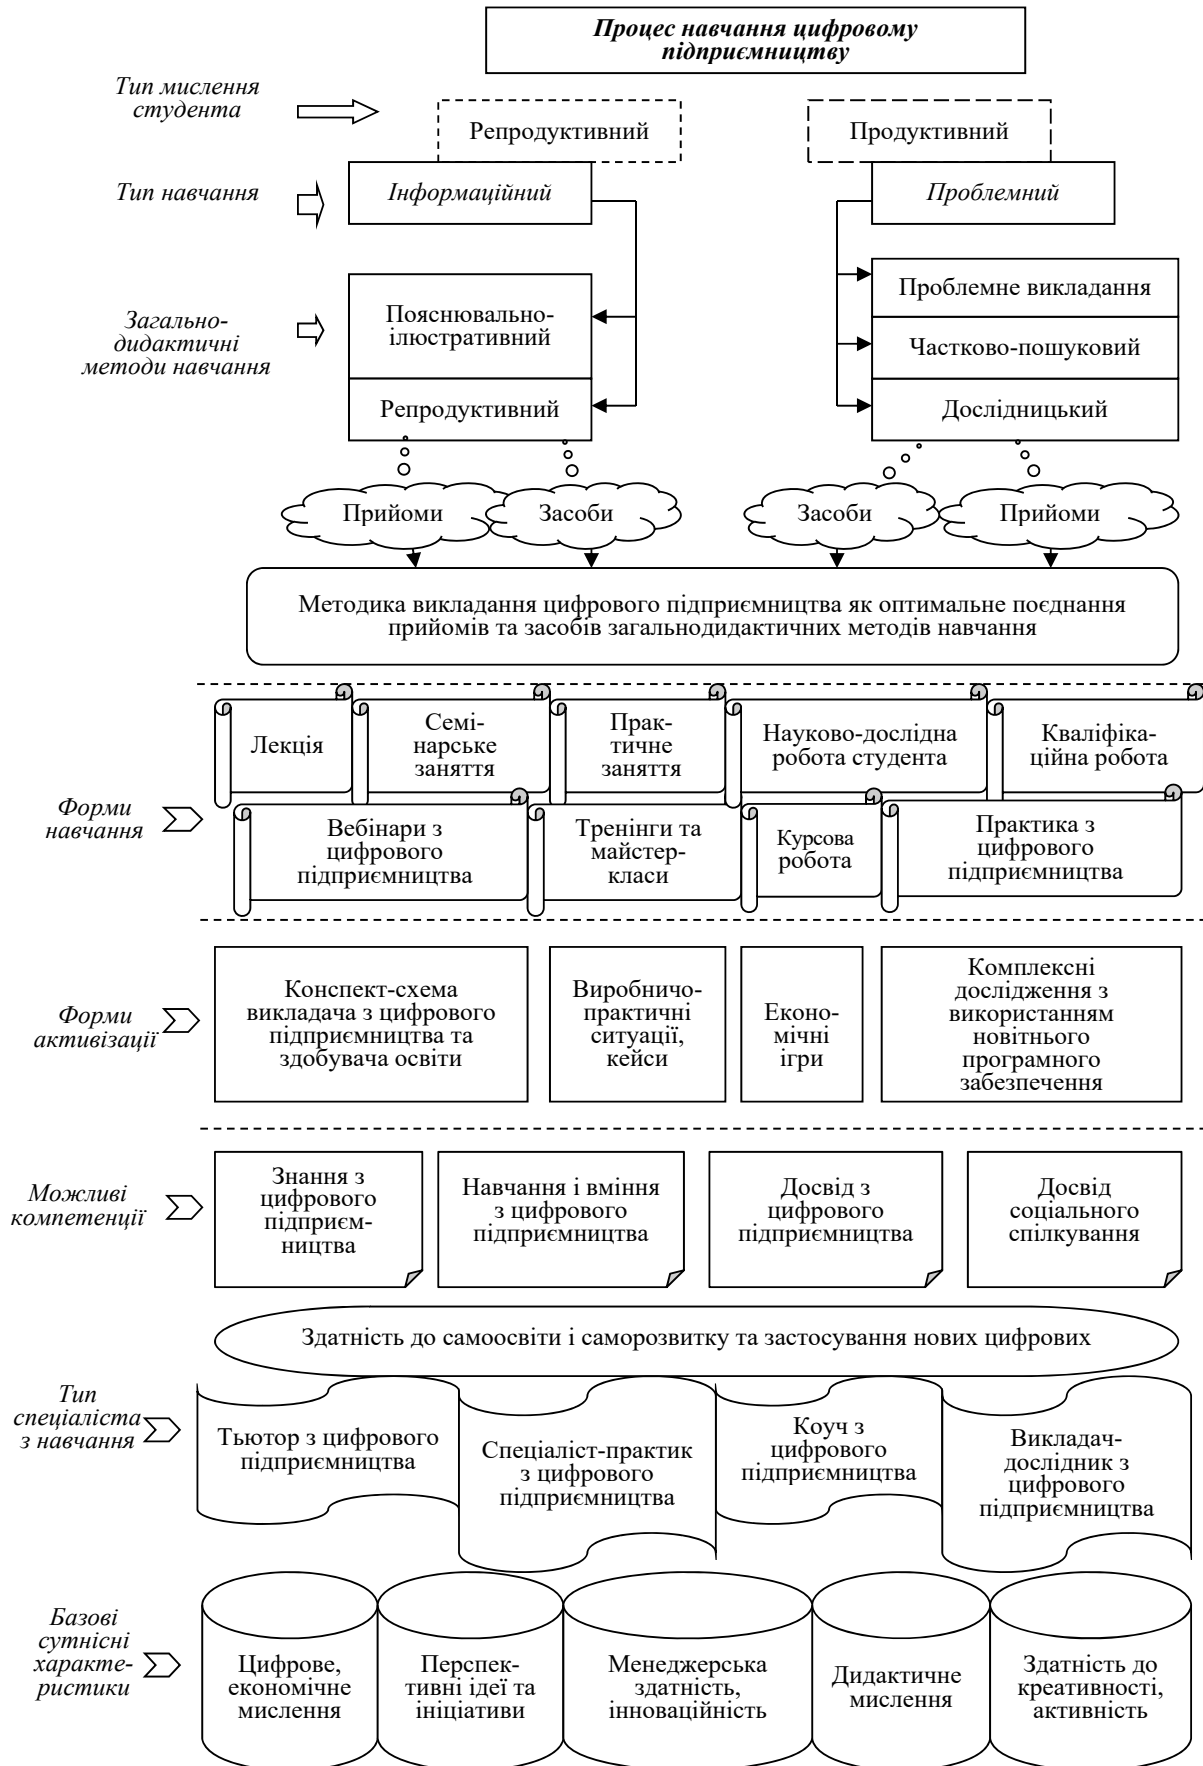 Процес навчання цифровому
підприємництву
Тип мислення
студента
Репродуктивний
Продуктивний
Тип навчання
Інформаційний
Проблемний
Загально-
дидактичні
методи навчання
Пояснювально-
ілюстративний
Репродуктивний
Проблемне викладання
Частково-пошуковий
Дослідницький
Прийоми
Засоби
Засоби
Прийоми
Методика викладання цифрового підприємництва як оптимальне поєднання
прийомів та засобів загальнодидактичних методів навчання
Форми
навчання
Лекція
Семі-
нарське
заняття
Прак-
тичне
заняття
Науково-дослідна
робота студента
Кваліфіка-
ційна робота
Вебінари з
цифрового
підприємництва
Тренінги та
майстер-
класи
Курсова
робота
Практика з
цифрового
підприємництва
Форми
активізації
Конспект-схема
викладача з цифрового
підприємництва та
здобувача освіти
Виробничо-
практичні
ситуації,
кейси
Еконо-
мічні
ігри
Комплексні
дослідження з
використанням
новітнього
програмного
забезпечення
Можливі
компетенції
Знання з
цифрового
підприєм-
ництва
Навчання і вміння
з цифрового
підприємництва
Досвід з
цифрового
підприємництва
Досвід
соціального
спілкування
Здатність до самоосвіти і саморозвитку та застосування нових цифрових
Тип
спеціаліста
з навчання
Тьютор з цифрового
підприємництва
Спеціаліст-практик
з цифрового
підприємництва
Коуч з
цифрового
підприємництва
Викладач-
дослідник з
цифрового
підприємництва
Базові
сутнісні
характе-
ристики
Цифрове,
економічне
мислення
Перспек-
тивні ідеї та
ініціативи
Менеджерська
здатність,
інноваційність
Дидактичне
мислення
Здатність до
креативності,
активність